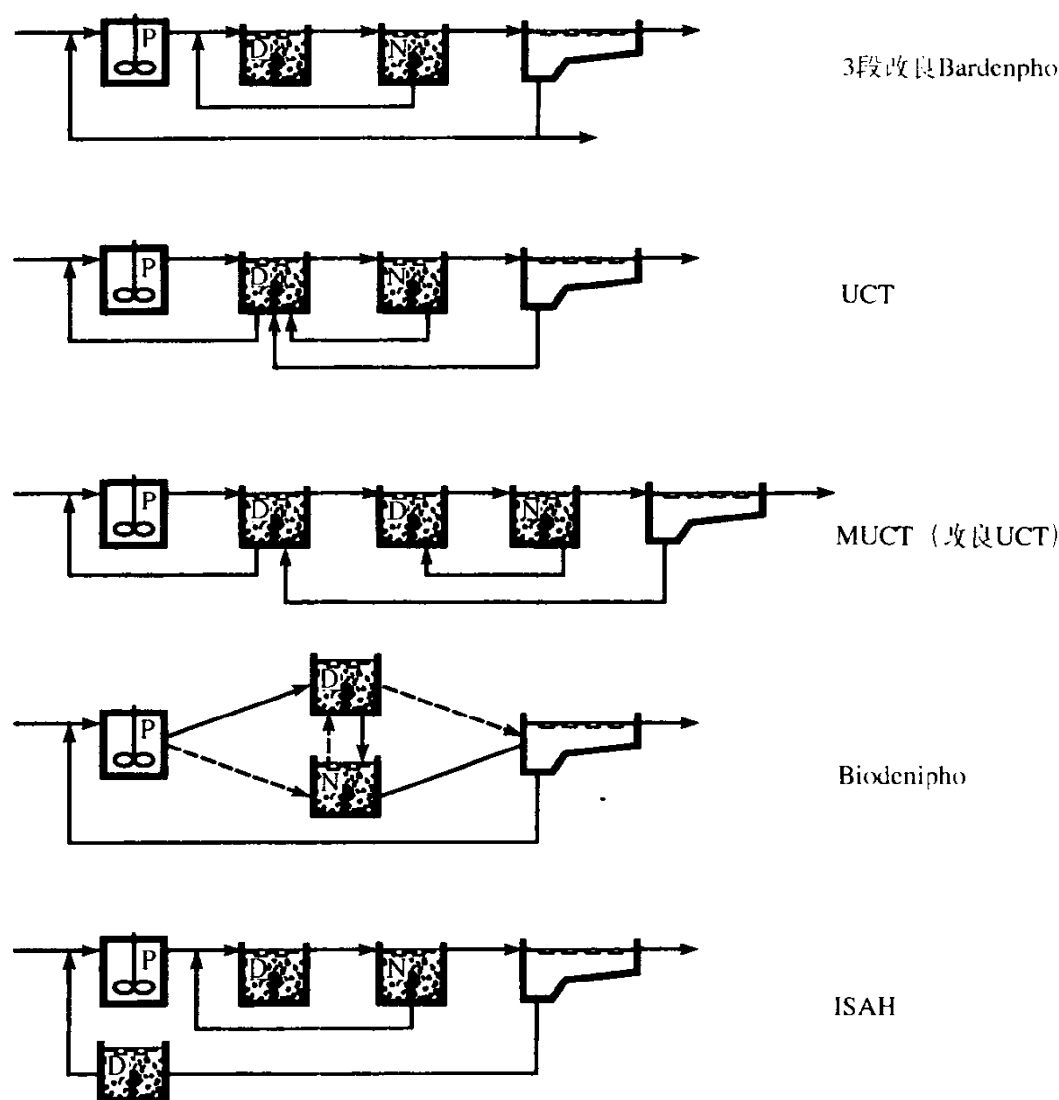 P D N 3段改良Bardenpho
P D N UCT
P D D N MUCT（改良UCT）
D
P
N
Biodenipho
P D N
ISAH
D